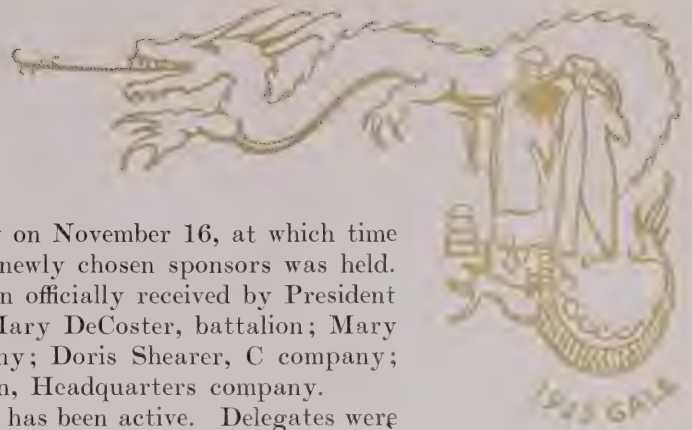 on November 16, at which time
newly chosen sponsors was held.
n officially received by President
Mary DeCoster, battalion; Mary
ny; Doris Shearer, C company;
n, Headquarters company.
has been active. Delegates were
1925 GALE